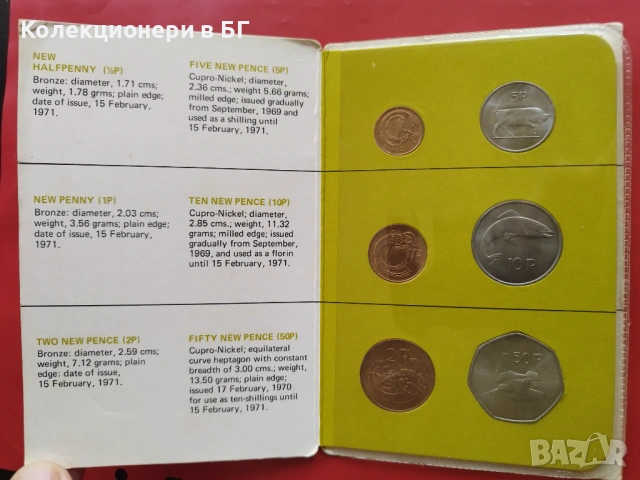 Колекционери в БГ
NEW
HALFPENNY (½P)
Bronze: diameter, 1.71 cms;
weight, 1.78 grms; plain edge;
date of issue, 15 February,
1971.
FIVE NEW PENCE (5P)
Cupro-Nickel; diameter,
2.36 cms.; weight 5.66 grams;
milled edge; issued gradually
from September, 1969 and
used as a shilling until
15 February, 1971.
NEW PENNY (1P)
Bronze: diameter, 2.03 cms;
weight, 3.56 grams; plain edge;
date of issue, 15 February,
1971.
TEN NEW PENCE (10P)
Cupro-Nickel; diameter,
2.85 cms.; weight, 11.32
grams; milled edge; issued
gradually from September,
1969, and used as a florin
until 15 February, 1971.
TWO NEW PENCE (2P)
Bronze: diameter, 2.59 cms;
weight, 7.12 grams; plain
edge: date of issue,
15 February, 1971.
FIFTY NEW PENCE (50P)
Cupro-Nickel; equilateral
curve heptagon with constant
breadth of 3.00 cms.; weight,
13.50 grams; plain edge;
issued 17 February, 1970
for use as ten-shillings until
15 February, 1971.
5P
1P
10P
2P
50P
BAZAR